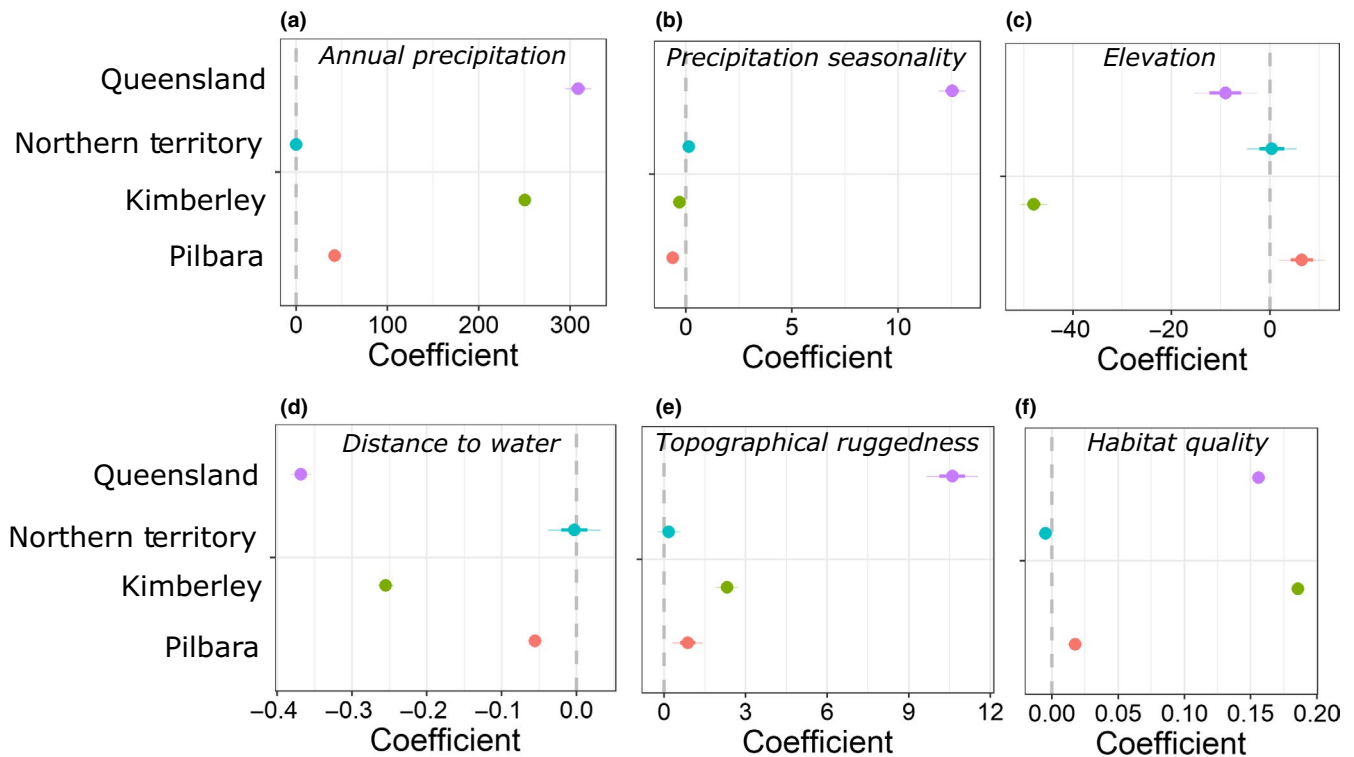 (a) (b) (c)
Annual precipitation Precipitation seasonality Elevation
Queensland
Northern territory
Kimberley
Pilbara
0 100 200 300 0 5 10 −40 −20 0
Coefficient Coefficient Coefficient
(d) (e) (f)
Distance to water Topographical ruggedness Habitat quality
Queensland
Northern territory
Kimberley
Pilbara
−0.4 −0.3 −0.2 −0.1 0.0 0 3 6 9 12 0.00 0.05 0.10 0.15 0.20
Coefficient Coefficient Coefficient